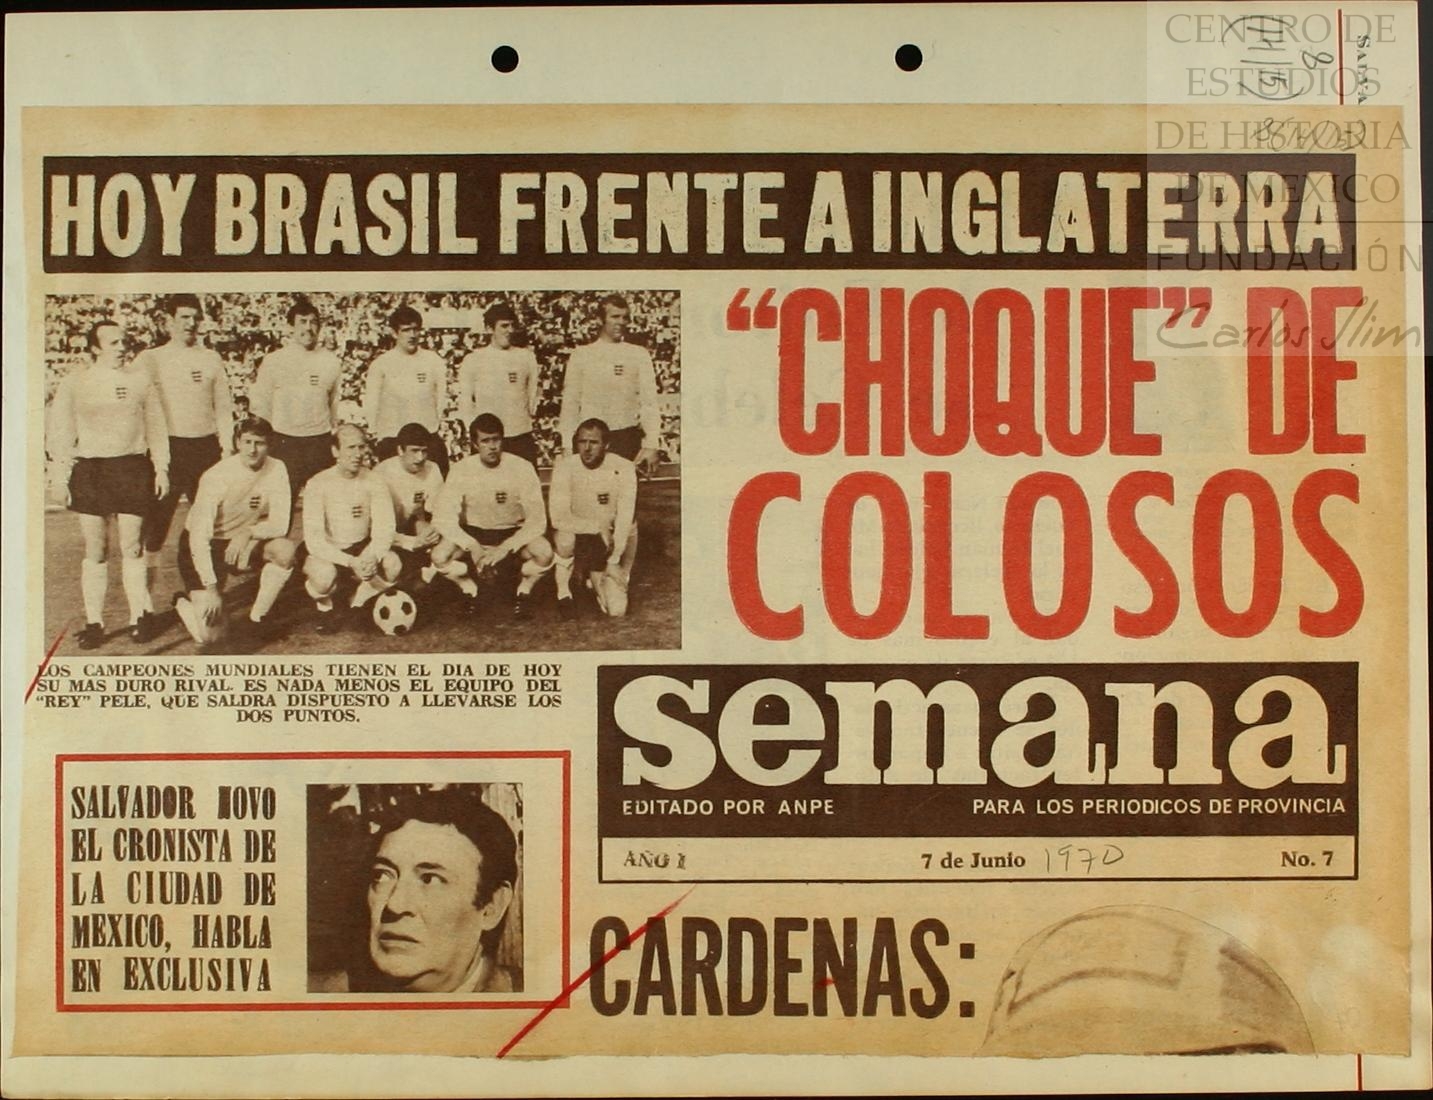 CENTRO DE
ESTUDIOS
DE HISTORIA
DE MEXICO
FUNDACIÓN
Carlos Slim
HOY BRASIL FRENTE A INGLATERRA
“CHOQUE” DE
COLOSOS
LOS CAMPEONES MUNDIALES TIENEN EL DIA DE HOY
SU MAS DURO RIVAL. ES NADA MENOS EL EQUIPO DEL
“REY” PELE, QUE SALDRA DISPUESTO A LLEVARSE LOS
DOS PUNTOS.
semana
EDITADO POR ANPE PARA LOS PERIODICOS DE PROVINCIA
AÑO I 7 de Junio 1970 No. 7
SALVADOR NOVO
EL CRONISTA DE
LA CIUDAD DE
MEXICO, HABLA
EN EXCLUSIVA
CARDENAS: